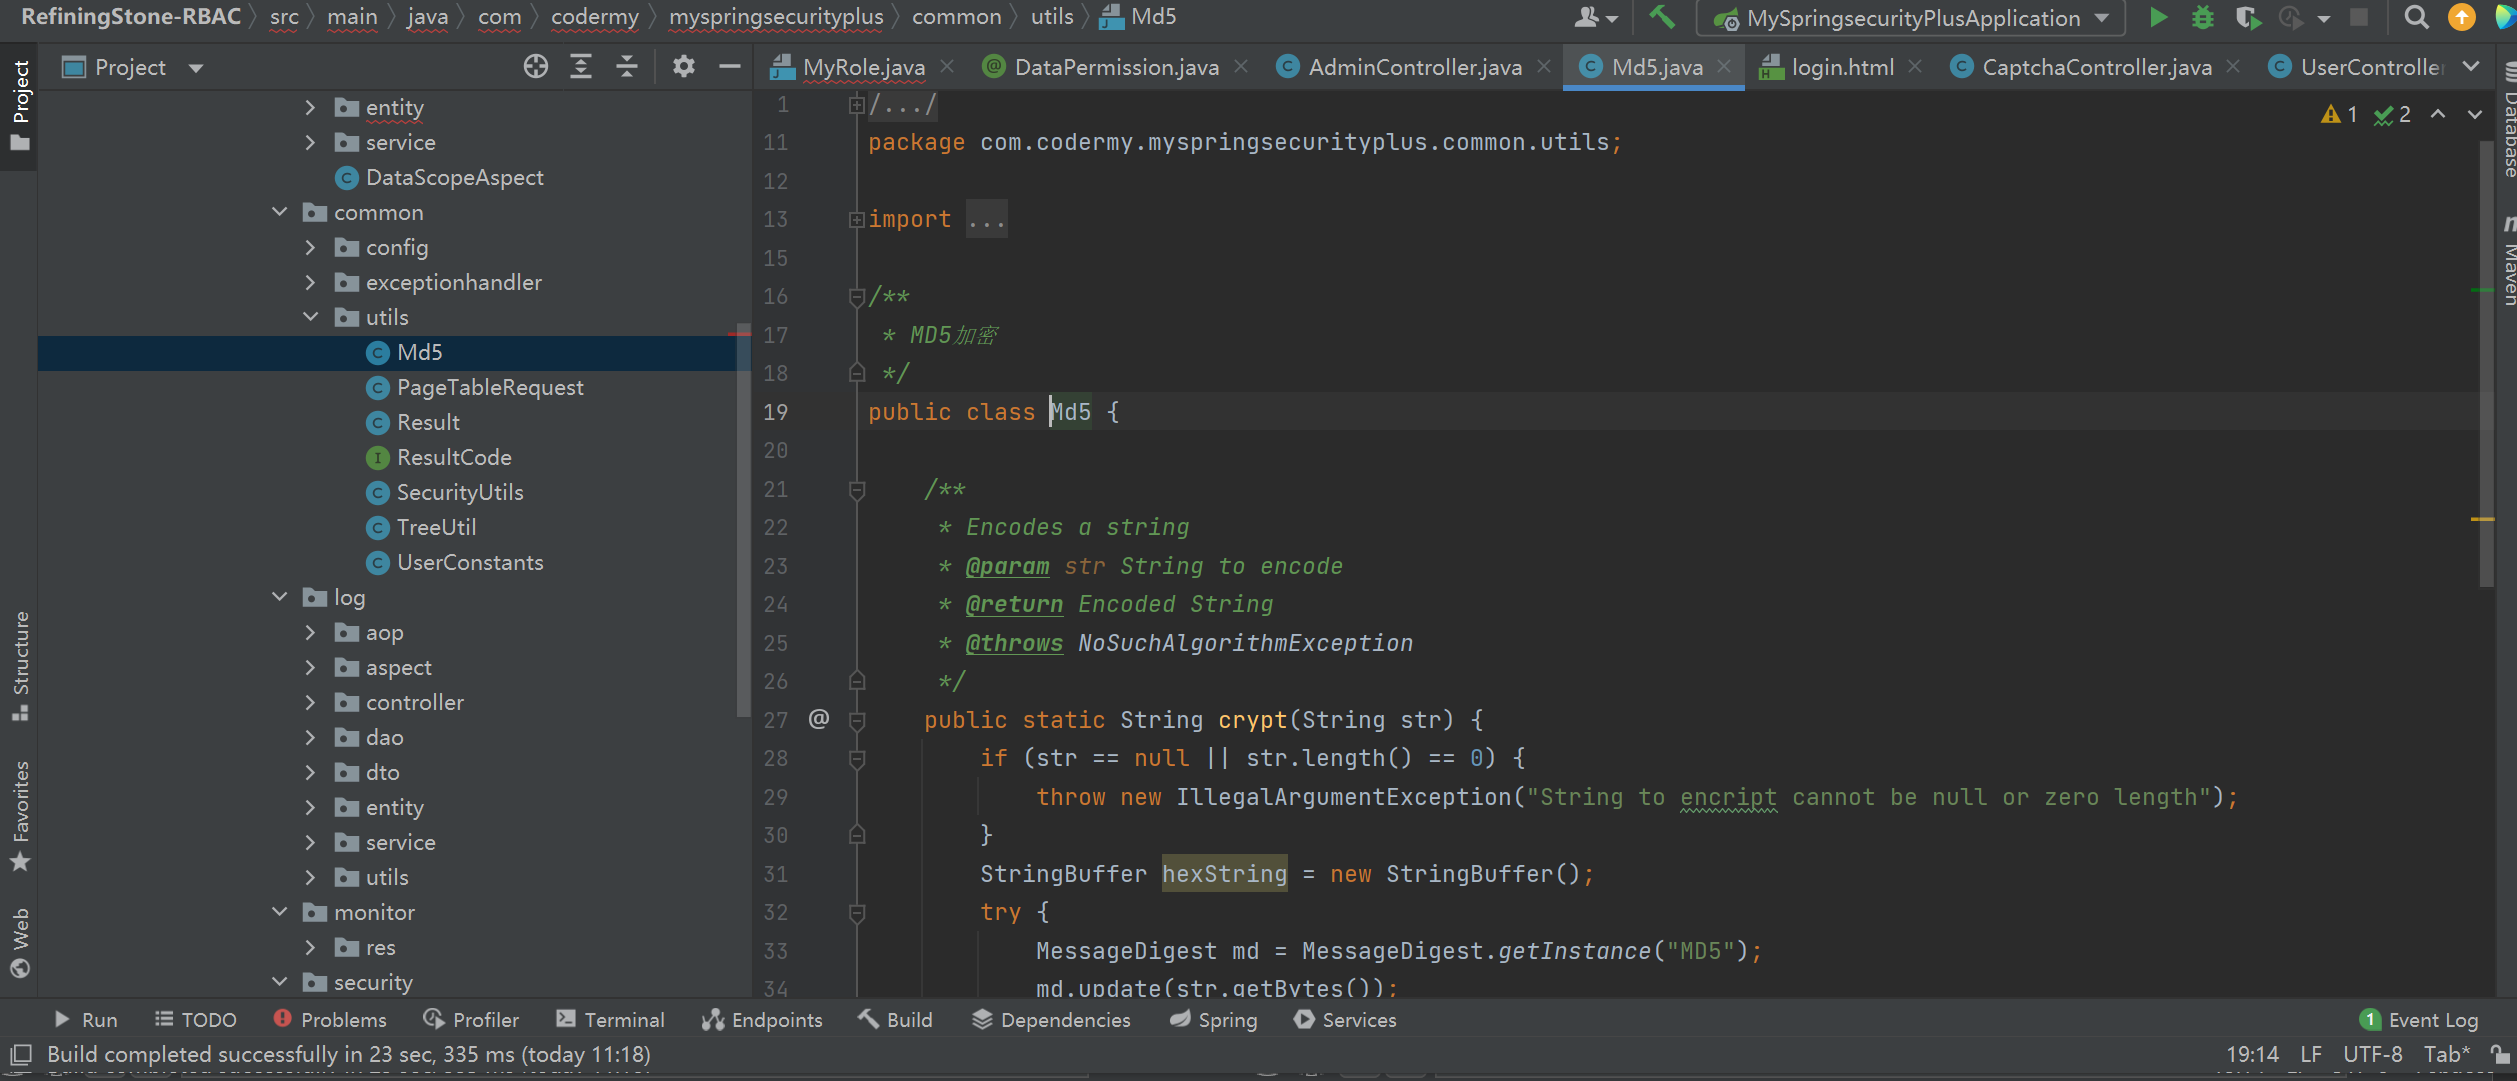 RefiningStone-RBAC src main java com codermy myspringsecurityplus common utils Md5
MySpringsecurityPlusApplication
Project
MyRole.java DataPermission.java AdminController.java Md5.java login.html CaptchaController.java UserController
Project
Structure
Favorites
Web
entity
service
DataScopeAspect
common
config
exceptionhandler
utils
Md5
PageTableRequest
Result
ResultCode
SecurityUtils
TreeUtil
UserConstants
log
aop
aspect
controller
dao
dto
entity
service
utils
monitor
res
security
1 /.../
11 package com.codermy.myspringsecurityplus.common.utils;
12
13 import ...
15
16 /**
17 * MD5加密
18 */
19 public class Md5 {
20
21 /**
22 * Encodes a string
23 * @param str String to encode
24 * @return Encoded String
25 * @throws NoSuchAlgorithmException
26 */
27 @ public static String crypt(String str) {
28 if (str == null || str.length() == 0) {
29 throw new IllegalArgumentException("String to encript cannot be null or zero length");
30 }
31 StringBuffer hexString = new StringBuffer();
32 try {
33 MessageDigest md = MessageDigest.getInstance("MD5");
34 md.update(str.getBytes());
1 2
Database
Maven
Run TODO Problems Profiler Terminal Endpoints Build Dependencies Spring Services 1 Event Log
Build completed successfully in 23 sec, 335 ms (today 11:18) 19:14 LF UTF-8 Tab*